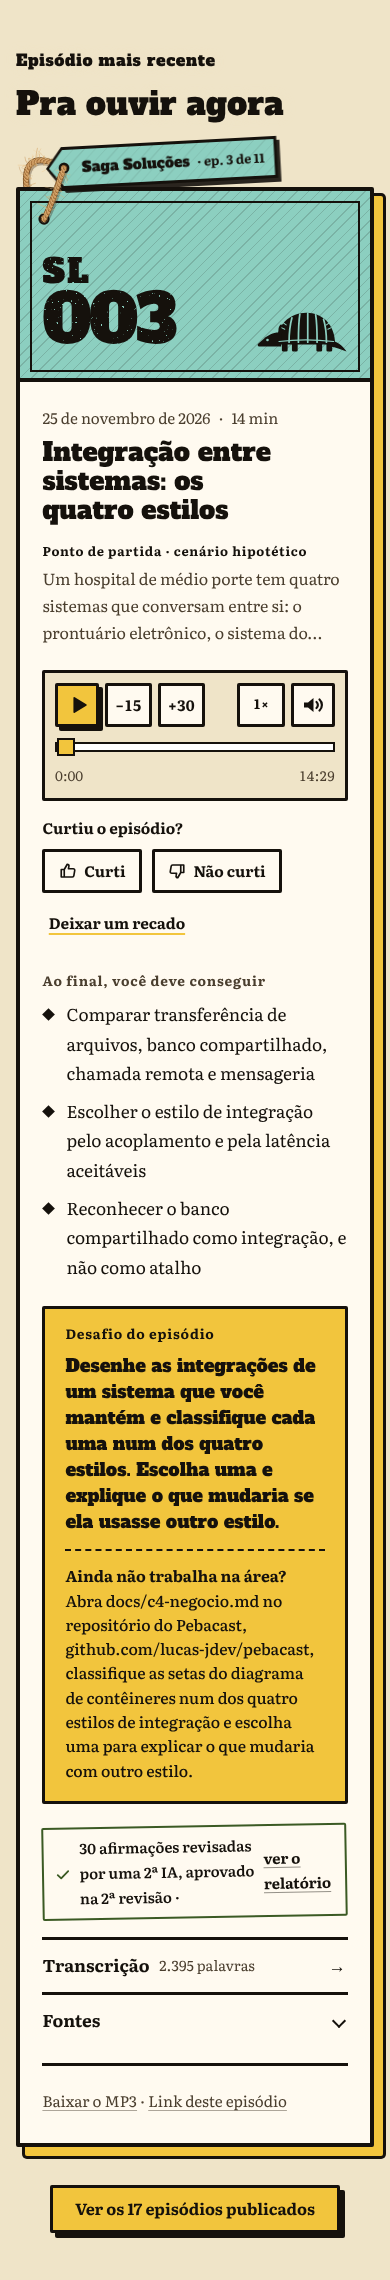 Episódio mais recente
Pra ouvir agora
Saga Soluções · ep. 3 de 11
SL
003
25 de novembro de 2026 · 14 min
Integração entre
sistemas: os
quatro estilos
Ponto de partida · cenário hipotético
Um hospital de médio porte tem quatro
sistemas que conversam entre si: o
prontuário eletrônico, o sistema do…
−15 +30 1×
0:00 14:29
Curtiu o episódio?
Curti Não curti
Deixar um recado
Ao final, você deve conseguir
Comparar transferência de
arquivos, banco compartilhado,
chamada remota e mensageria
Escolher o estilo de integração
pelo acoplamento e pela latência
aceitáveis
Reconhecer o banco
compartilhado como integração, e
não como atalho
Desafio do episódio
Desenhe as integrações de
um sistema que você
mantém e classifique cada
uma num dos quatro
estilos. Escolha uma e
explique o que mudaria se
ela usasse outro estilo.
Ainda não trabalha na área?
Abra docs/c4-negocio.md no
repositório do Pebacast,
github.com/lucas-jdev/pebacast,
classifique as setas do diagrama
de contêineres num dos quatro
estilos de integração e escolha
uma para explicar o que mudaria
com outro estilo.
30 afirmações revisadas
por uma 2ª IA, aprovado
na 2ª revisão ·
ver o
relatório
Transcrição 2.395 palavras →
Fontes
Baixar o MP3 · Link deste episódio
Ver os 17 episódios publicados